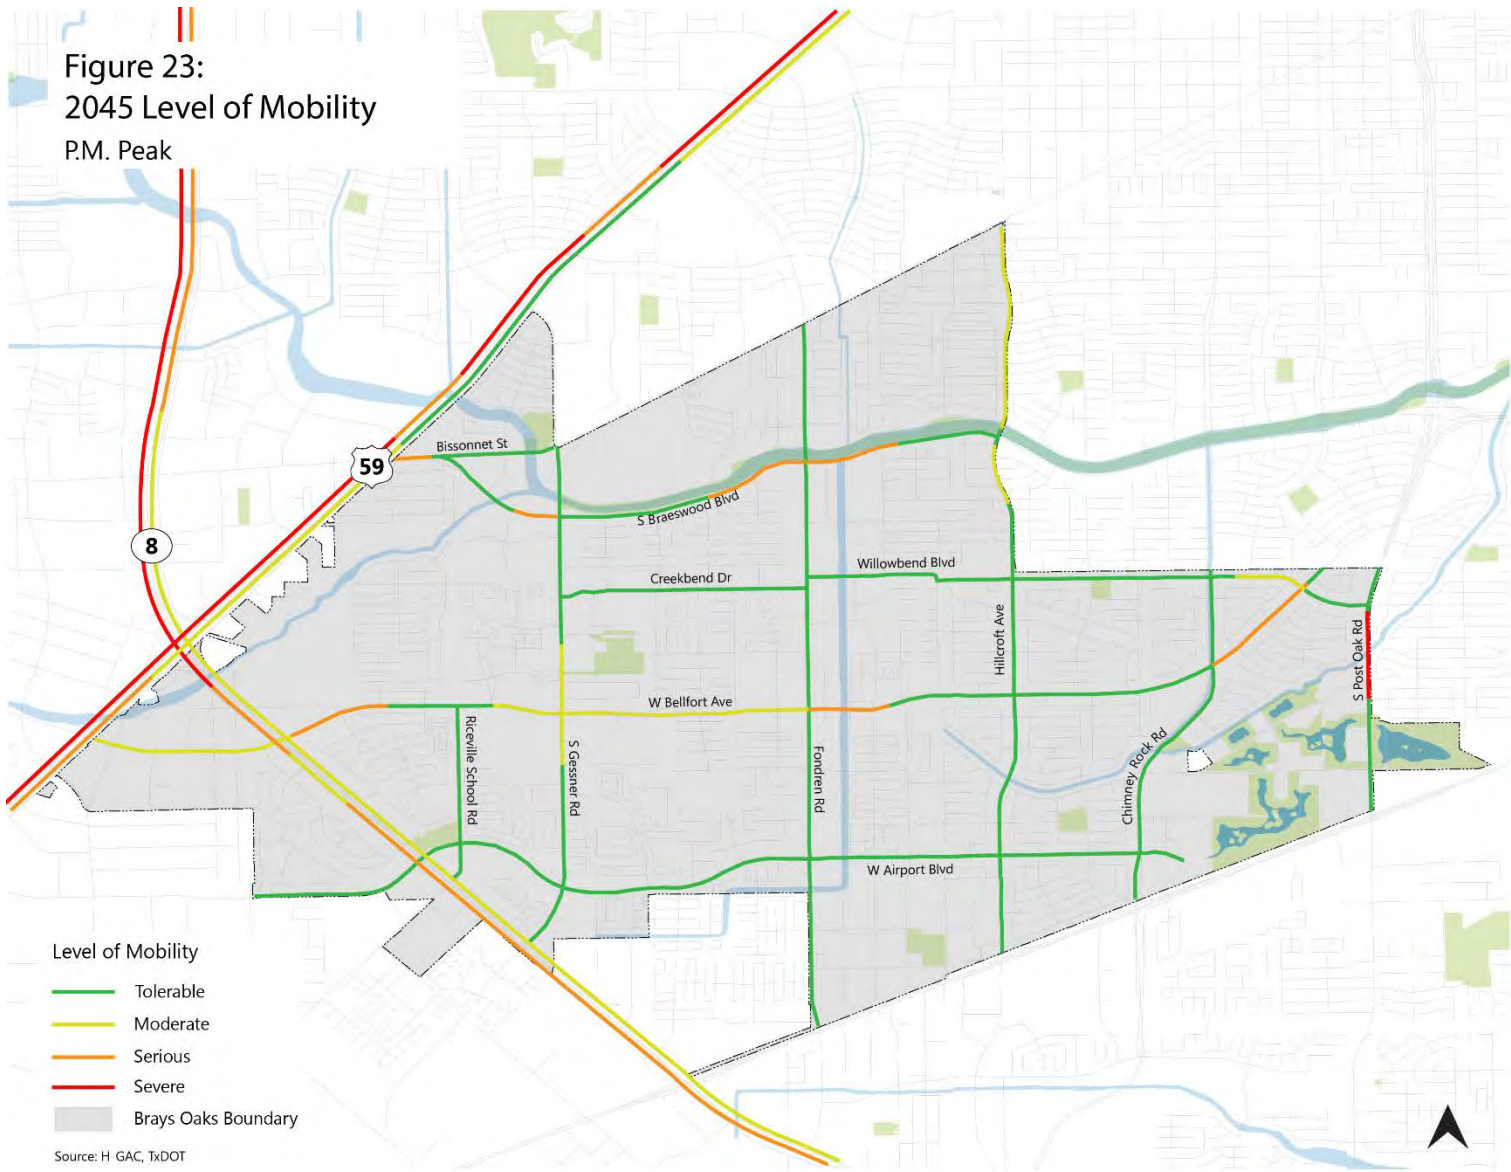 Figure 23:
2045 Level of Mobility
P.M. Peak
Bissonnet St
59
S Braeswood Blvd
8
Willowbend Blvd
Creekbend Dr
Hillcroft Ave
S Post Oak Rd
W Bellfort Ave
Riceville School Rd
S Gessner Rd
Fondren Rd
Chimney Rock Rd
W Airport Blvd
Level of Mobility
Tolerable
Moderate
Serious
Severe
Brays Oaks Boundary
Source: H GAC, TxDOT